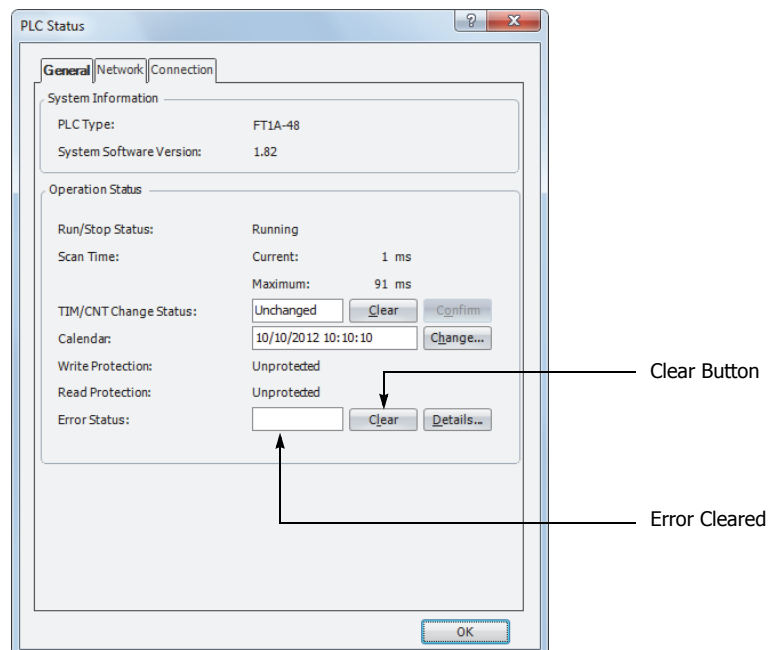 PLC Status
?
X
General Network Connection
System Information
PLC Type: FT1A-48
System Software Version: 1.82
Operation Status
Run/Stop Status: Running
Scan Time: Current: 1 ms
Maximum: 91 ms
TIM/CNT Change Status: Unchanged Clear Confirm
Calendar: 10/10/2012 10:10:10 Change...
Write Protection: Unprotected
Clear Button
Read Protection: Unprotected
Error Status: Clear Details...
Error Cleared
OK